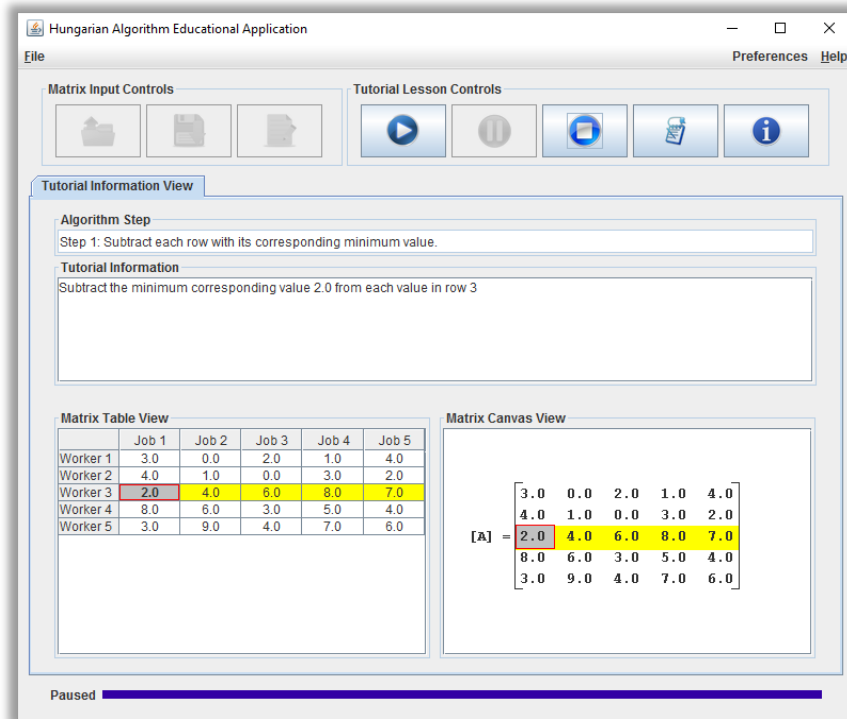 Hungarian Algorithm Educational Application
File Preferences Help
Matrix Input Controls Tutorial Lesson Controls
Tutorial Information View
Algorithm Step
Step 1: Subtract each row with its corresponding minimum value.
Tutorial Information
Subtract the minimum corresponding value 2.0 from each value in row 3
Matrix Table View
Job 1 Job 2 Job 3 Job 4 Job 5
Worker 1 3.0 0.0 2.0 1.0 4.0
Worker 2 4.0 1.0 0.0 3.0 2.0
Worker 3 2.0 4.0 6.0 8.0 7.0
Worker 4 8.0 6.0 3.0 5.0 4.0
Worker 5 3.0 9.0 4.0 7.0 6.0
Matrix Canvas View
3.0 0.0 2.0 1.0 4.0
4.0 1.0 0.0 3.0 2.0
[A] = 2.0 4.0 6.0 8.0 7.0
8.0 6.0 3.0 5.0 4.0
3.0 9.0 4.0 7.0 6.0
Paused